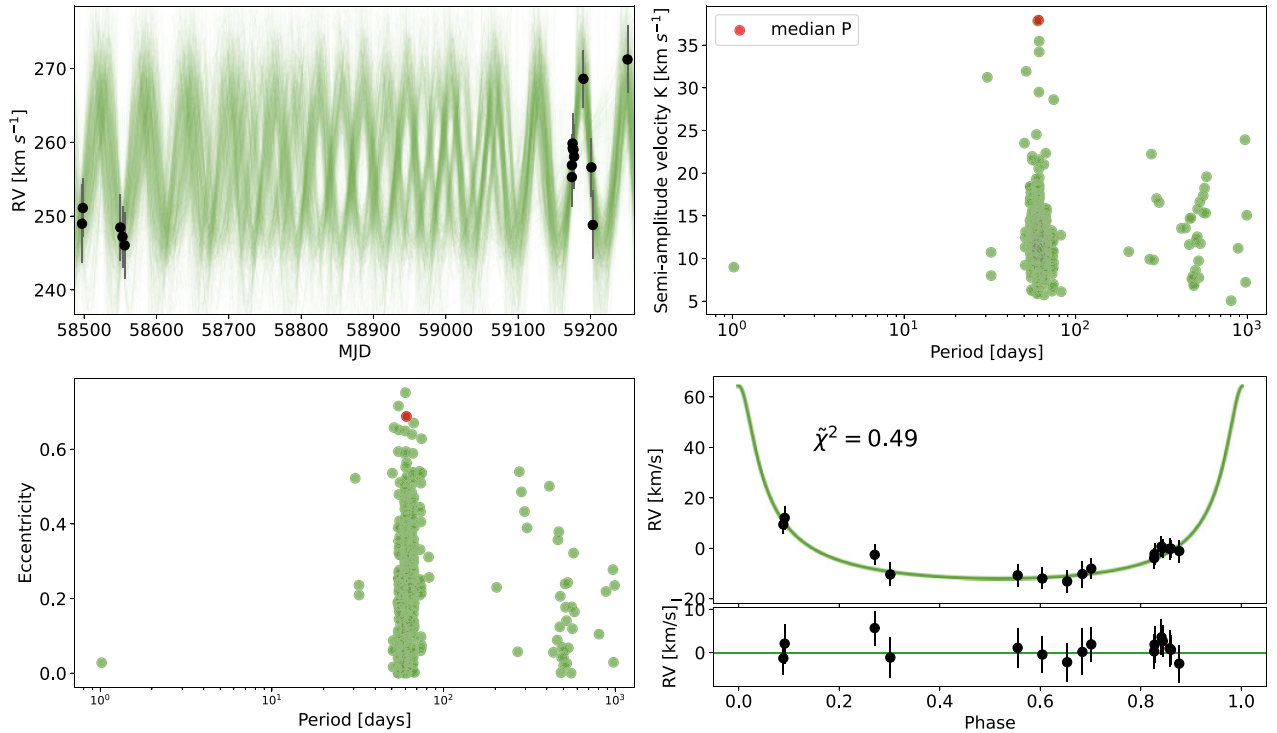 270
260
250
240
RV [km s⁻¹]
58500 58600 58700 58800 58900 59000 59100 59200
MJD
median P
35
30
25
20
15
10
5
Semi-amplitude velocity K [km s⁻¹]
10⁰ 10¹ 10² 10³
Period [days]
0.6
0.4
0.2
0.0
Eccentricity
10⁰ 10¹ 10² 10³
Period [days]
χ̃² = 0.49
60
40
20
0
−20
RV [km/s]
10
0
RV [km/s]
0.0 0.2 0.4 0.6 0.8 1.0
Phase